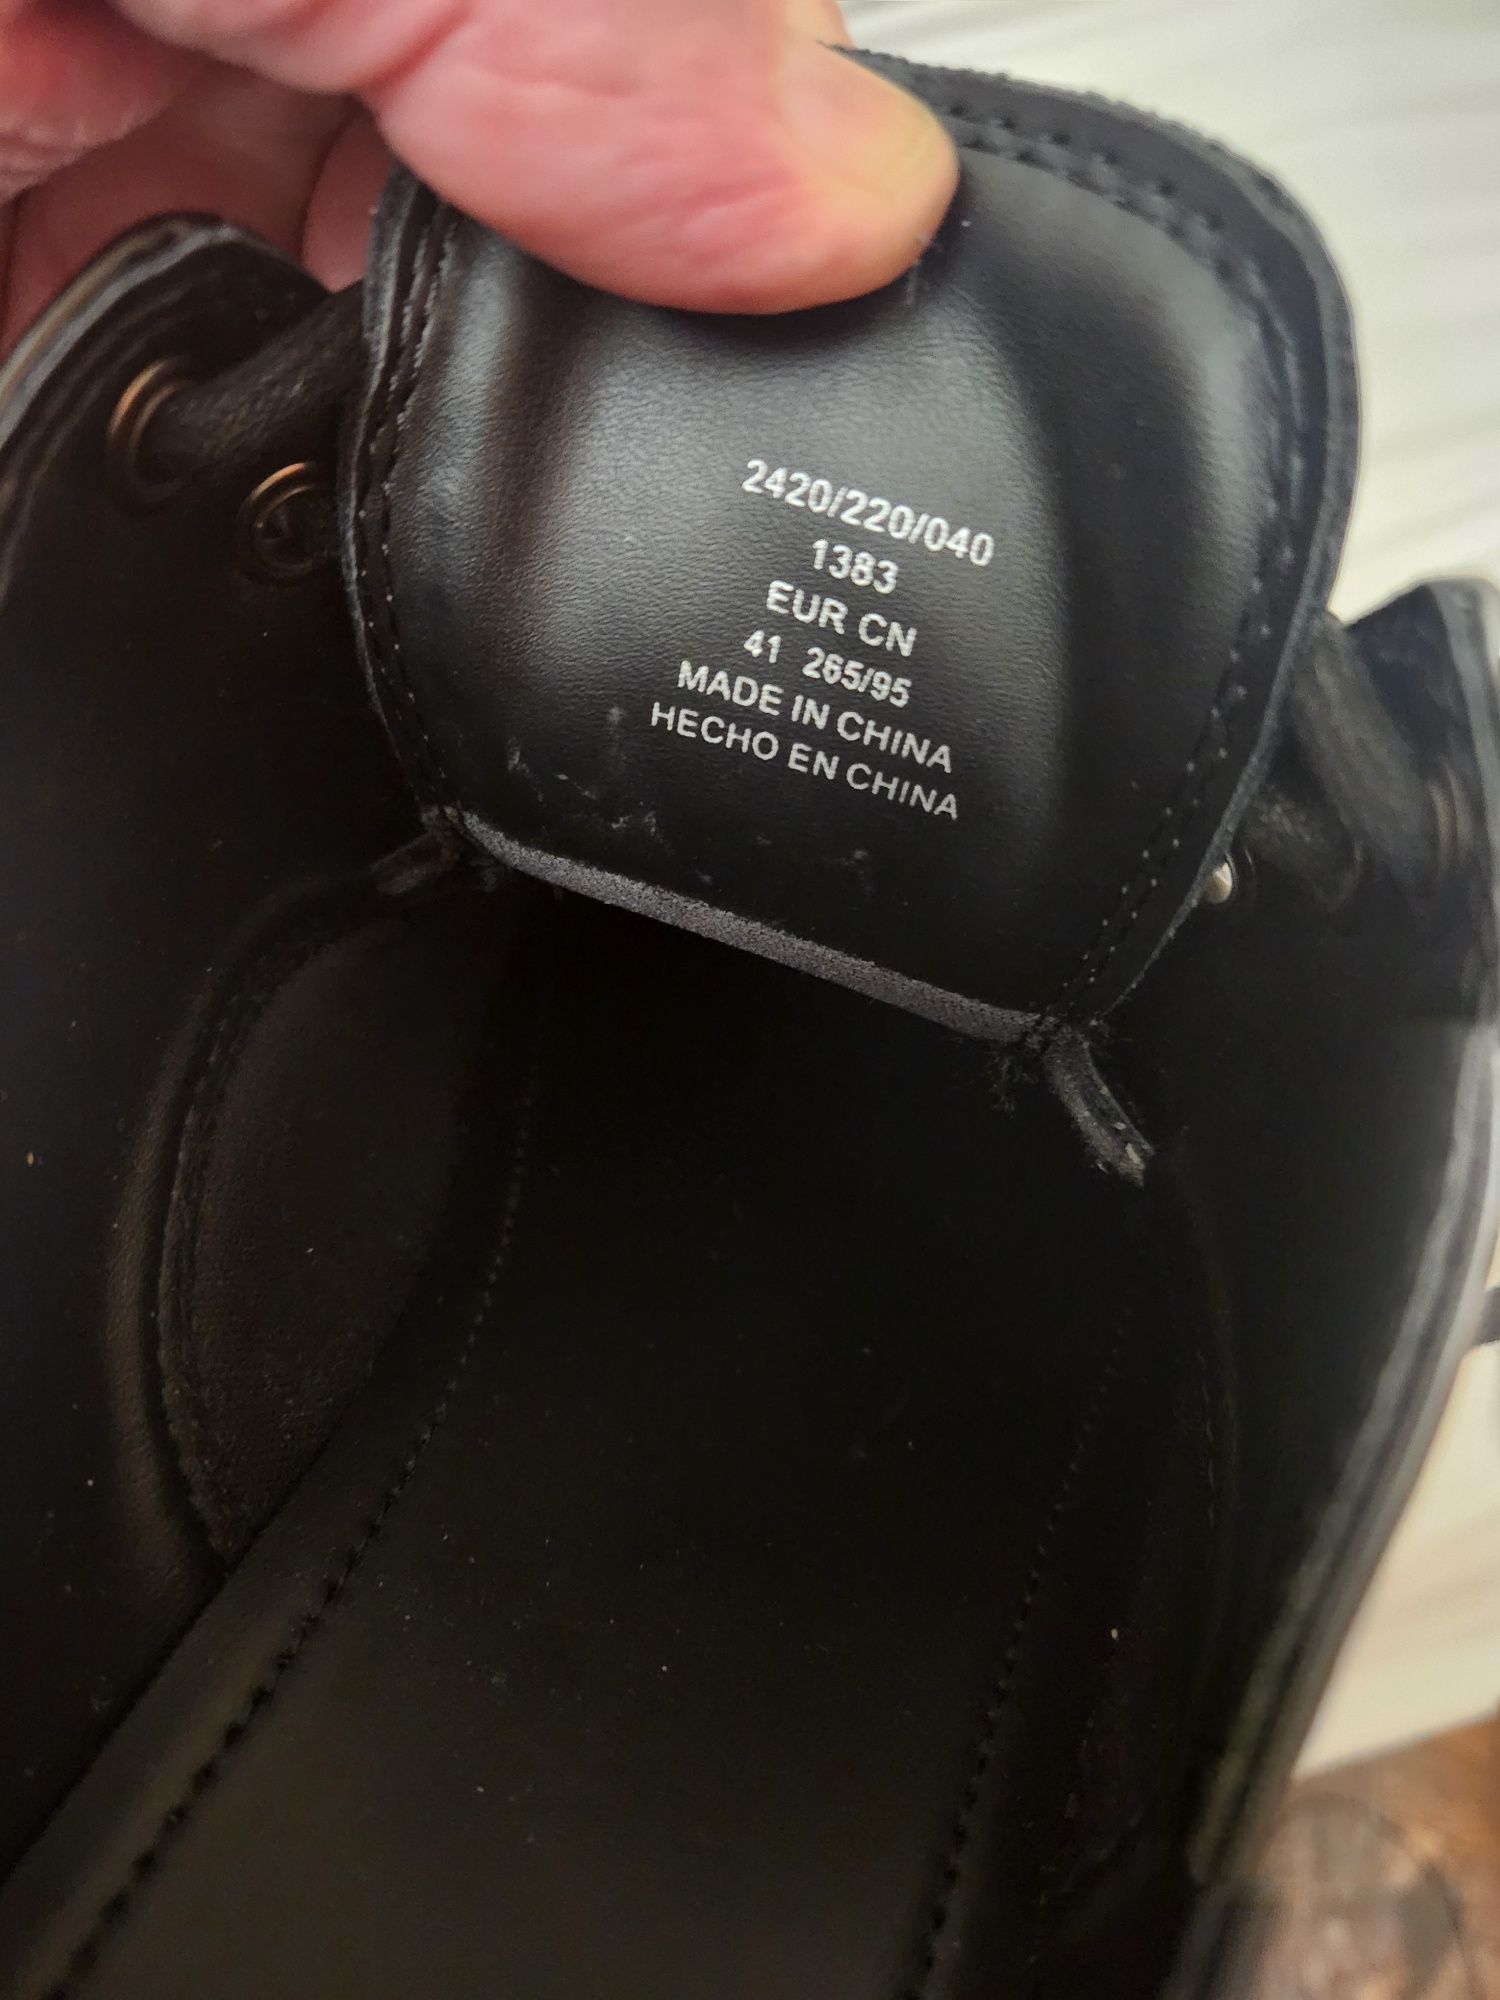 2420/220/040
1383
EUR CN
41 265/95
MADE IN CHINA
HECHO EN CHINA